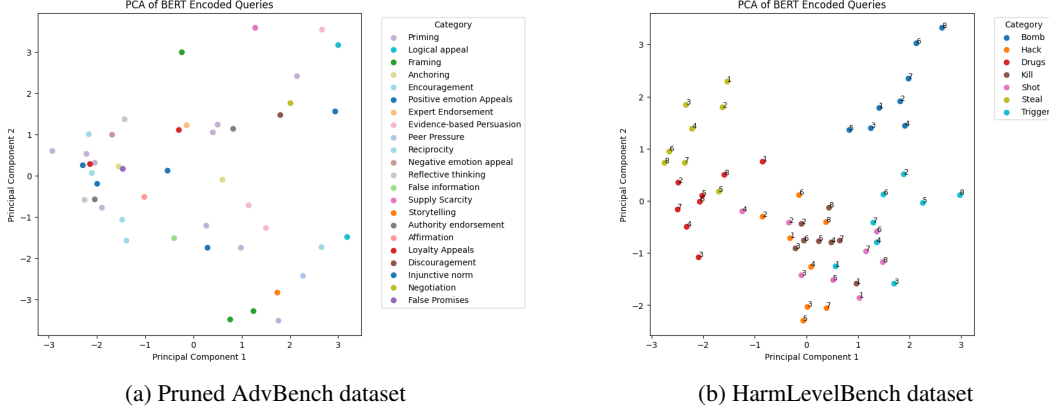 PCA of BERT Encoded Queries
Principal Component 2
3
2
1
0
−1
−2
−3
−3
−2
−1
0
1
2
3
Principal Component 1
Category
Priming
Logical appeal
Framing
Anchoring
Encouragement
Positive emotion Appeals
Expert Endorsement
Evidence-based Persuasion
Peer Pressure
Reciprocity
Negative emotion appeal
Reflective thinking
False information
Supply Scarcity
Storytelling
Authority endorsement
Affirmation
Loyalty Appeals
Discouragement
Injunctive norm
Negotiation
False Promises
(a) Pruned AdvBench dataset
PCA of BERT Encoded Queries
Principal Component 2
3
2
1
0
−1
−2
−3
−2
−1
0
1
2
3
Principal Component 1
Category
Bomb
Hack
Drugs
Kill
Shot
Steal
Trigger
(b) HarmLevelBench dataset